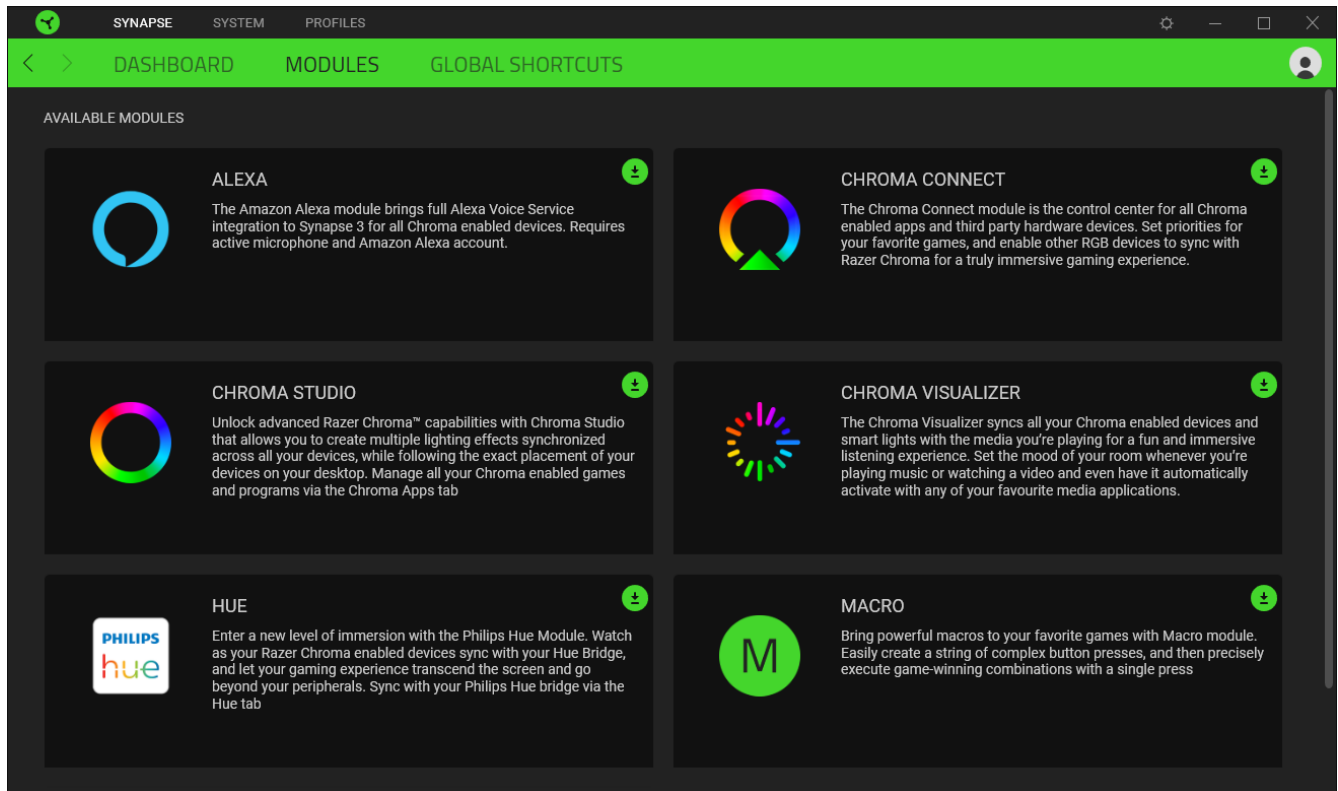 SYNAPSE SYSTEM PROFILES
DASHBOARD MODULES GLOBAL SHORTCUTS
AVAILABLE MODULES
ALEXA
The Amazon Alexa module brings full Alexa Voice Service
integration to Synapse 3 for all Chroma enabled devices. Requires
active microphone and Amazon Alexa account.
CHROMA CONNECT
The Chroma Connect module is the control center for all Chroma
enabled apps and third party hardware devices. Set priorities for
your favorite games, and enable other RGB devices to sync with
Razer Chroma for a truly immersive gaming experience.
CHROMA STUDIO
Unlock advanced Razer Chroma™ capabilities with Chroma Studio
that allows you to create multiple lighting effects synchronized
across all your devices, while following the exact placement of your
devices on your desktop. Manage all your Chroma enabled games
and programs via the Chroma Apps tab
CHROMA VISUALIZER
The Chroma Visualizer syncs all your Chroma enabled devices and
smart lights with the media you’re playing for a fun and immersive
listening experience. Set the mood of your room whenever you’re
playing music or watching a video and even have it automatically
activate with any of your favourite media applications.
PHILIPS
hue
HUE
Enter a new level of immersion with the Philips Hue Module. Watch
as your Razer Chroma enabled devices sync with your Hue Bridge,
and let your gaming experience transcend the screen and go
beyond your peripherals. Sync with your Philips Hue bridge via the
Hue tab
M
MACRO
Bring powerful macros to your favorite games with Macro module.
Easily create a string of complex button presses, and then precisely
execute game-winning combinations with a single press